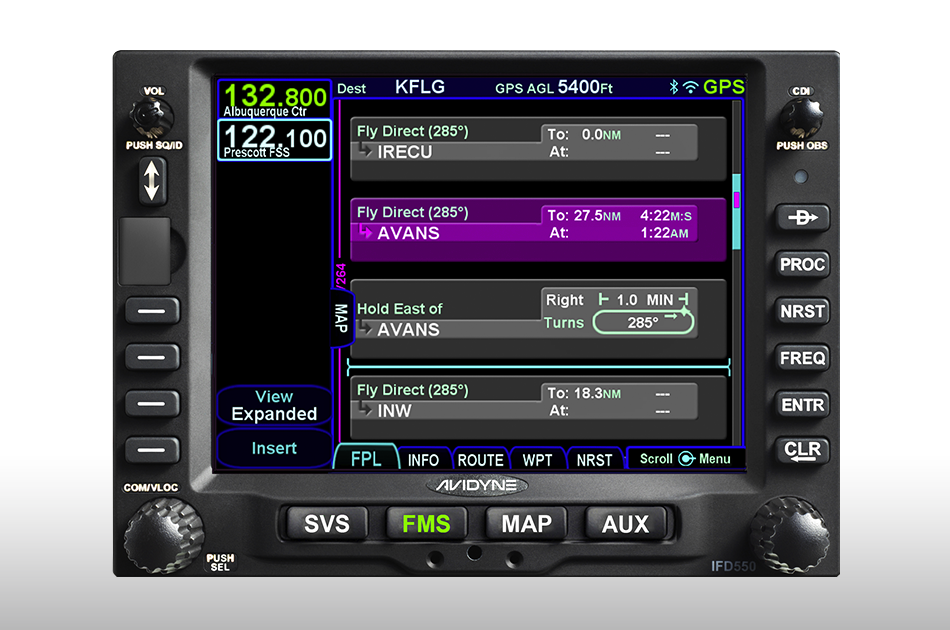 VOL
PUSH SQ/ID
132.800
Albuquerque Ctr
122.100
Prescott FSS
Dest KFLG GPS AGL 5400Ft GPS
CDI
PUSH OBS
Fly Direct (285°)
IRECU
To: 0.0NM ---
At: ---
Fly Direct (285°)
AVANS
To: 27.5NM 4:22M:S
At: 1:22AM
V264
MAP
Hold East of
AVANS
Right 1.0 MIN
Turns 285°
Fly Direct (285°)
INW
To: 18.3NM ---
At: ---
View
Expanded
Insert
FPL INFO ROUTE WPT NRST Scroll Menu
D
PROC
NRST
FREQ
ENTR
CLR
AVIDYNE
COM/VLOC
PUSH
SEL
SVS FMS MAP AUX
IFD550